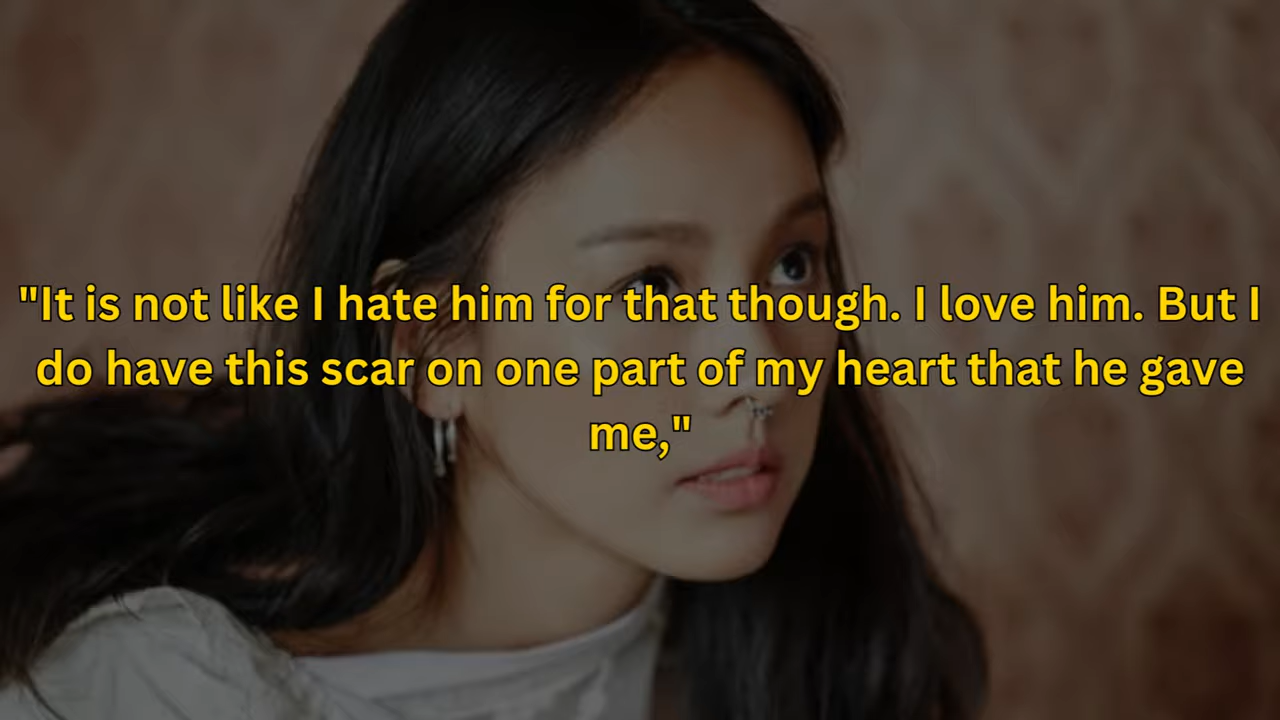 "It is not like I hate him for that though. I love him. But I
do have this scar on one part of my heart that he gave
me,"